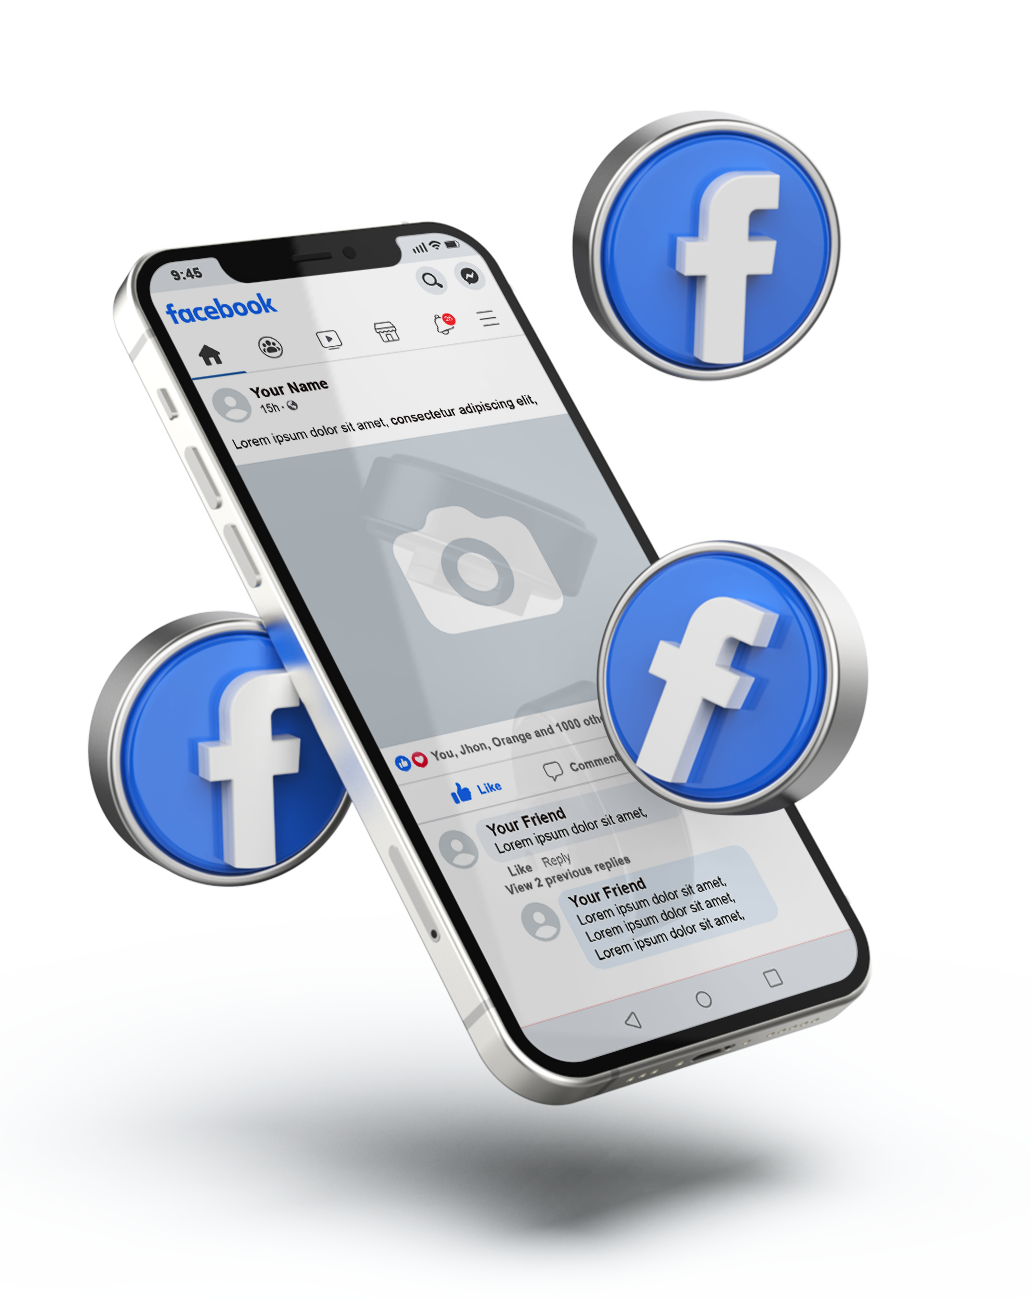 9:45
facebook
Your Name
15h ·
Lorem ipsum dolor sit amet, consectetur adipiscing elit,
You, Jhon, Orange and 1000
Like
Comment
Your Friend
Lorem ipsum dolor sit amet,
Like Reply
View 2 previous replies
Your Friend
Lorem ipsum dolor sit amet,
Lorem ipsum dolor sit amet,
Lorem ipsum dolor sit amet,
f
f
f